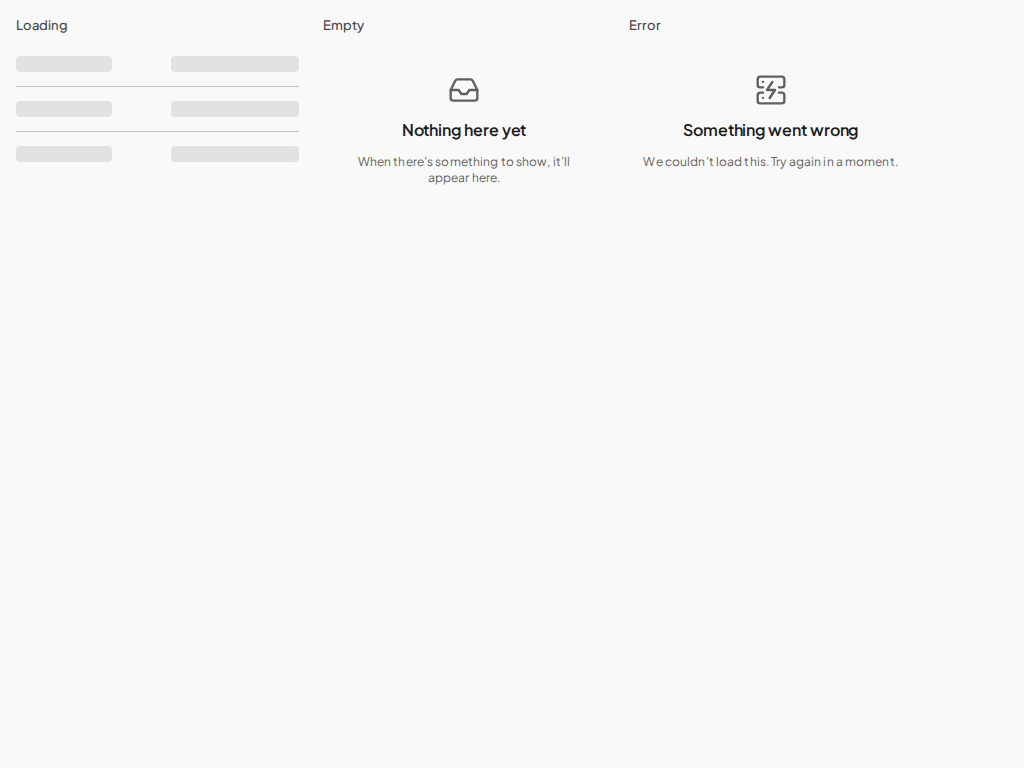 Loading
Empty
Error
Nothing here yet
When there's something to show, it'll
appear here.
Something went wrong
We couldn't load this. Try again in a moment.